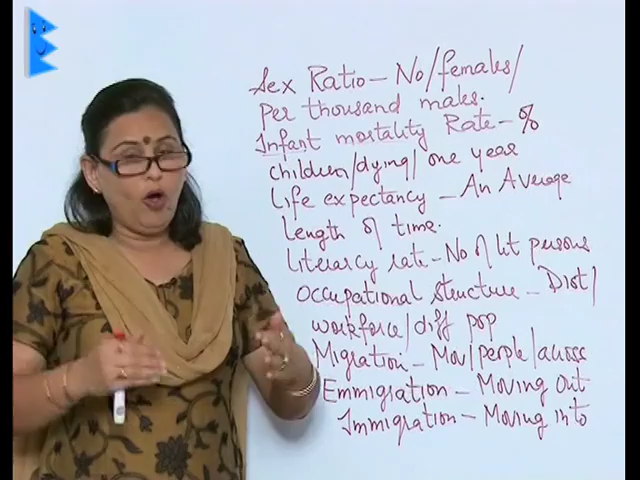 Sex Ratio - No/females/
Per thousand males.
Infant mortality Rate - %
children/dying/one year
Life expectancy - An Average
length of time.
Literacy rate - No of lit persons
Occupational structure - Dist/
workforce/diff pop
Migration - Mov/people/across
Emmigration - Moving Out
Immigration - Moving into